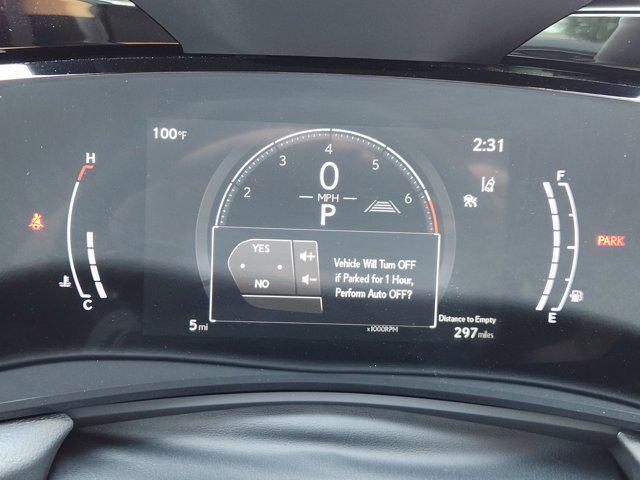 100°F
2:31
H
F
2 3 4 5 6
0
MPH
P
PARK
YES
NO
Vehicle Will Turn OFF
if Parked for 1 Hour,
Perform Auto OFF?
C
E
5 mi
x1000RPM
Distance to Empty
297 miles